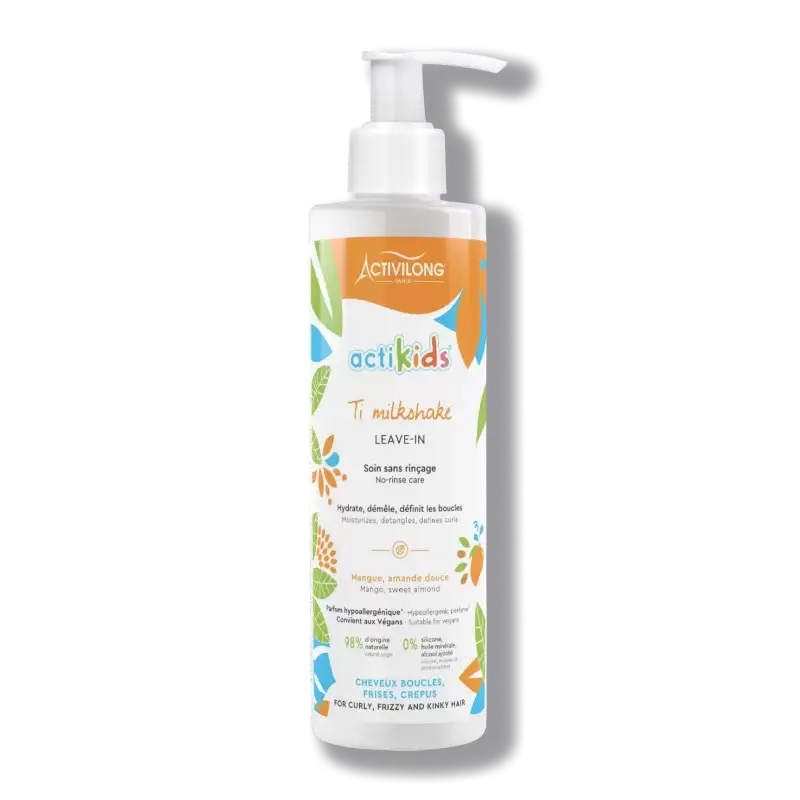 ACTIVILONG
PARIS
actikids
Ti milkshake
LEAVE-IN
Soin sans rinçage
No-rinse care
Hydrate, démêle, définit les boucles
Moisturizes, detangles, defines curls
Mangue, amande douce
Mango, sweet almond
Parfum hypoallergénique* · Hypoallergenic perfume*
Convient aux Végans · Suitable for vegans
98% d'origine naturelle
0% silicone, huile minérale, alcool ajouté
CHEVEUX BOUCLES,
FRISES, CREPUS
FOR CURLY, FRIZZY AND KINKY HAIR